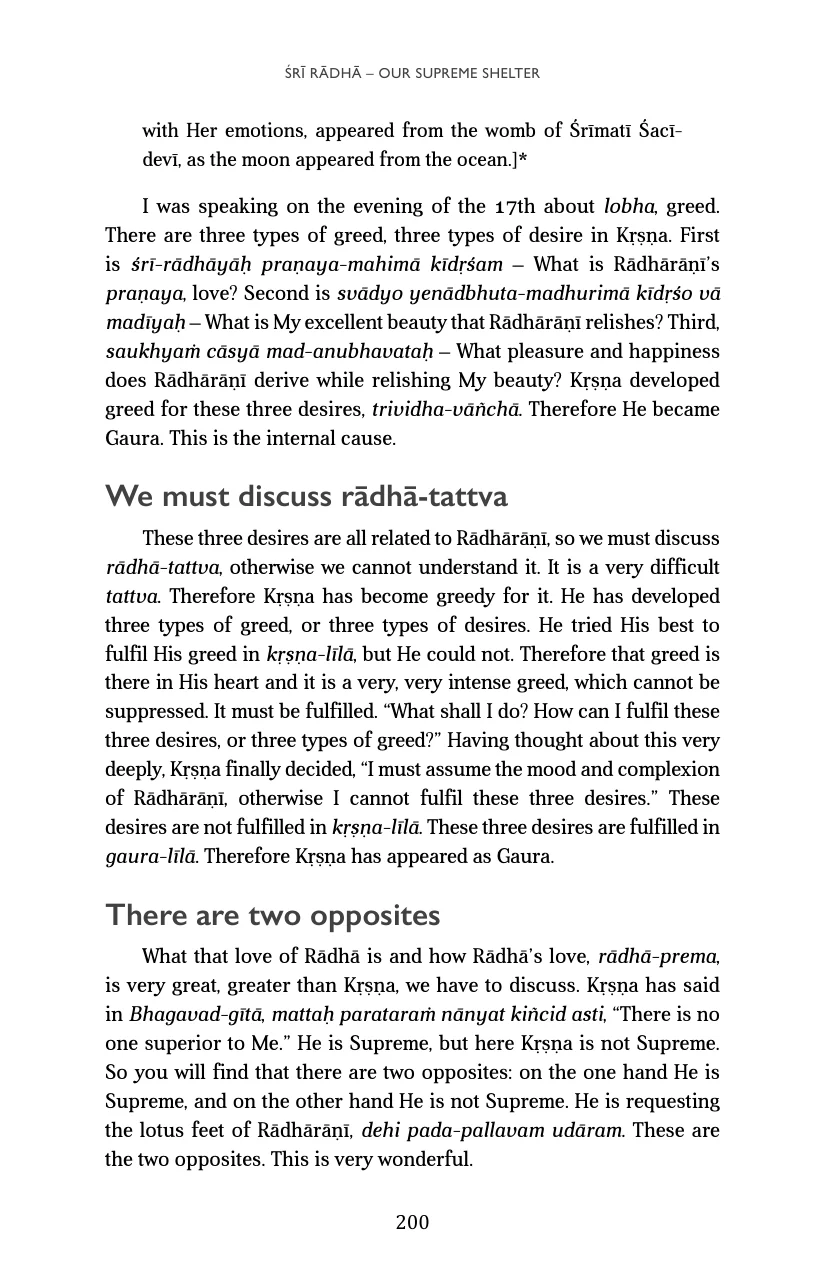 ŚRĪ RĀDHĀ – OUR SUPREME SHELTER
with Her emotions, appeared from the womb of Śrīmatī Śacī-
devī, as the moon appeared from the ocean.]*
I was speaking on the evening of the 17th about lobha, greed.
There are three types of greed, three types of desire in Kṛṣṇa. First
is śrī-rādhāyāḥ praṇaya-mahimā kīdṛśam – What is Rādhārāṇī’s
praṇaya, love? Second is svādyo yenādbhuta-madhurimā kīdṛśo vā
madīyaḥ – What is My excellent beauty that Rādhārāṇī relishes? Third,
saukhyaṁ cāsyā mad-anubhavataḥ – What pleasure and happiness
does Rādhārāṇī derive while relishing My beauty? Kṛṣṇa developed
greed for these three desires, trividha-vāñchā. Therefore He became
Gaura. This is the internal cause.
We must discuss rādhā-tattva
These three desires are all related to Rādhārāṇī, so we must discuss
rādhā-tattva, otherwise we cannot understand it. It is a very difficult
tattva. Therefore Kṛṣṇa has become greedy for it. He has developed
three types of greed, or three types of desires. He tried His best to
fulfil His greed in kṛṣṇa-līlā, but He could not. Therefore that greed is
there in His heart and it is a very, very intense greed, which cannot be
suppressed. It must be fulfilled. “What shall I do? How can I fulfil these
three desires, or three types of greed?” Having thought about this very
deeply, Kṛṣṇa finally decided, “I must assume the mood and complexion
of Rādhārāṇī, otherwise I cannot fulfil these three desires.” These
desires are not fulfilled in kṛṣṇa-līlā. These three desires are fulfilled in
gaura-līlā. Therefore Kṛṣṇa has appeared as Gaura.
There are two opposites
What that love of Rādhā is and how Rādhā’s love, rādhā-prema,
is very great, greater than Kṛṣṇa, we have to discuss. Kṛṣṇa has said
in Bhagavad-gītā, mattaḥ parataraṁ nānyat kiñcid asti, “There is no
one superior to Me.” He is Supreme, but here Kṛṣṇa is not Supreme.
So you will find that there are two opposites: on the one hand He is
Supreme, and on the other hand He is not Supreme. He is requesting
the lotus feet of Rādhārāṇī, dehi pada-pallavam udāram. These are
the two opposites. This is very wonderful.
200